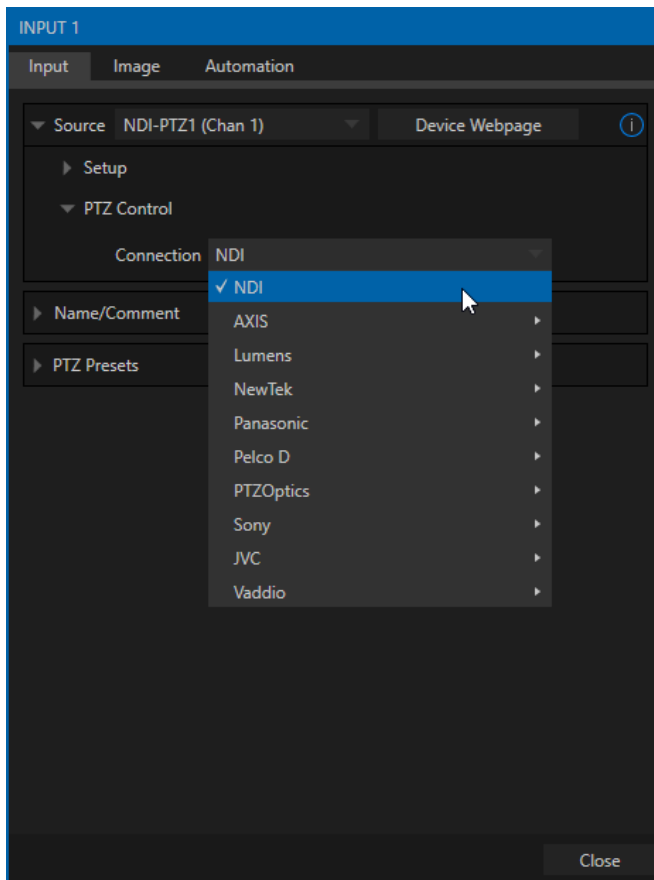 INPUT 1
Input Image Automation
Source NDI-PTZ1 (Chan 1) Device Webpage i
Setup
PTZ Control
Connection NDI
✓ NDI
Name/Comment
AXIS
Lumens
PTZ Presets
NewTek
Panasonic
Pelco D
PTZOptics
Sony
JVC
Vaddio
Close